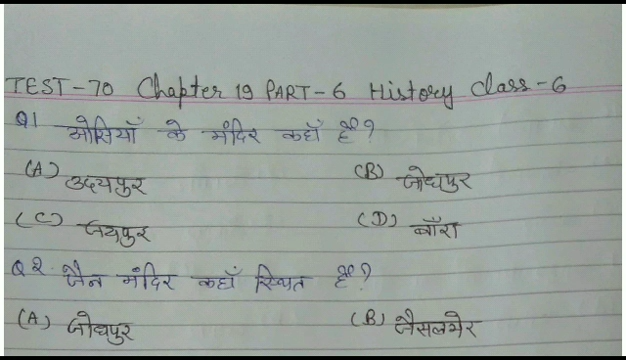 TEST-70 Chapter 19 PART-6 History Class-6
Q1 ओसियाँ के मंदिर कहाँ हैं?
(A) उदयपुर (B) जोधपुर
(C) जयपुर (D) बाँरा
Q2. जैन मंदिर कहाँ स्थित हैं?
(A) जोधपुर (B) जैसलमेर